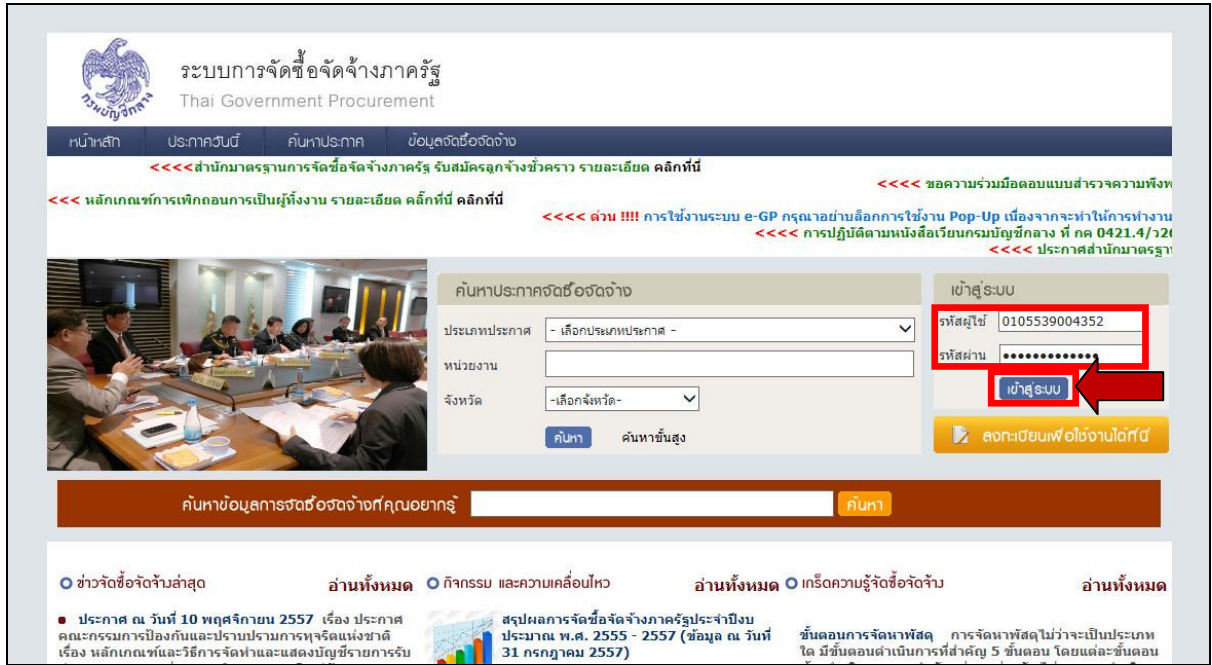 ระบบการจัดซื้อจัดจ้างภาครัฐ
กรมบัญชีกลาง
Thai Government Procurement
หน้าหลัก ประกาศวันนี้ ค้นหาประกาศ ข้อมูลจัดซื้อจัดจ้าง
<<<<สำนักมาตรฐานการจัดซื้อจัดจ้างภาครัฐ รับสมัครลูกจ้างชั่วคราว รายละเอียด คลิกที่นี่
<<<< ขอความร่วมมือตอบแบบสำรวจความพึงพ
<<< หลักเกณฑ์การเพิกถอนการเป็นผู้ทิ้งงาน รายละเอียด คลิ๊กที่นี่ คลิกที่นี่
<<<< ด่วน !!!! การใช้งานระบบ e-GP กรุณาอย่าบล็อกการใช้งาน Pop-Up เนื่องจากจะทำให้การทำงาน
<<<< การปฏิบัติตามหนังสือเวียนกรมบัญชีกลาง ที่ กค 0421.4/ว2
<<<< ประกาศสำนักมาตรฐา
ค้นหาประกาศจัดซื้อจัดจ้าง
ประเภทประกาศ - เลือกประเภทประกาศ -
หน่วยงาน
จังหวัด -เลือกจังหวัด-
ค้นหา ค้นหาขั้นสูง
เข้าสู่ระบบ
รหัสผู้ใช้ 0105539004352
รหัสผ่าน •••••••••••••
เข้าสู่ระบบ
ลงทะเบียนเพื่อใช้งานได้ที่นี่
ค้นหาข้อมูลการจัดซื้อจัดจ้างที่คุณอยากรู้ ค้นหา
ข่าวจัดซื้อจัดจ้างล่าสุด อ่านทั้งหมด
ประกาศ ณ วันที่ 10 พฤศจิกายน 2557 เรื่อง ประกาศ
คณะกรรมการป้องกันและปราบปรามการทุจริตแห่งชาติ
เรื่อง หลักเกณฑ์และวิธีการจัดทำและแสดงบัญชีรายการรับ
กิจกรรม และความเคลื่อนไหว อ่านทั้งหมด
สรุปผลการจัดซื้อจัดจ้างภาครัฐประจำปีงบ
ประมาณ พ.ศ. 2555 - 2557 (ข้อมูล ณ วันที่
31 กรกฎาคม 2557)
เกร็ดความรู้จัดซื้อจัดจ้าง อ่านทั้งหมด
ขั้นตอนการจัดหาพัสดุ การจัดหาพัสดุไม่ว่าจะเป็นประเภท
ใด มีขั้นตอนดำเนินการที่สำคัญ 5 ขั้นตอน โดยแต่ละขั้นตอน